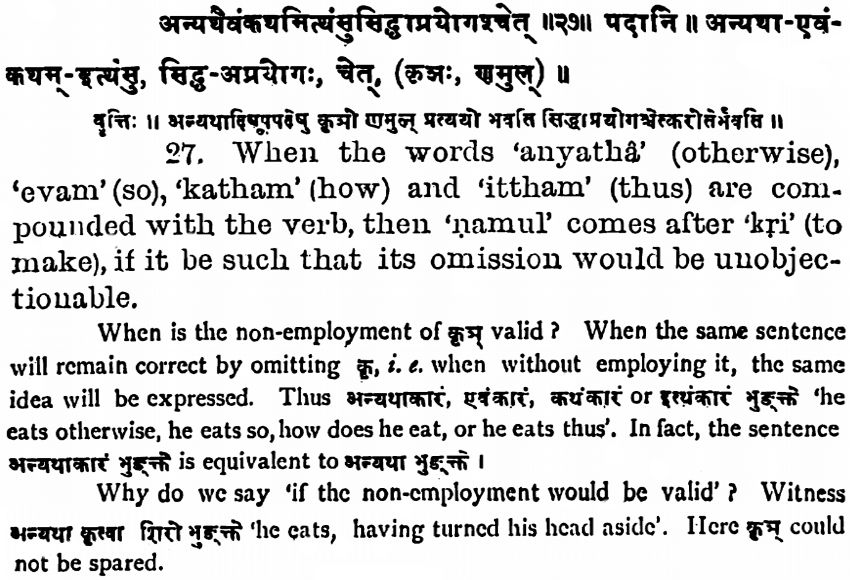 अन्यथैवंकथमित्थंसुसिद्धाप्रयोगश्चेत् ॥२७॥ पदानि ॥ अन्यथा-एवं-
कथम्-इत्थंसु, सिद्ध-अप्रयोगः, चेत्, (कृञः, णमुल्) ॥
वृत्तिः ॥ अन्यथादिषूपपदेषु कृञो णमुल् प्रत्ययो भवति सिद्धाप्रयोगश्चेत्करोतेर्भवति ॥
27. When the words ‘anyathâ’ (otherwise),
‘evam’ (so), ‘katham’ (how) and ‘ittham’ (thus) are com-
pounded with the verb, then ‘ṇamul’ comes after ‘kṛi’ (to
make), if it be such that its omission would be unobjec-
tionable.
When is the non-employment of कृञ् valid ? When the same sentence
will remain correct by omitting कृ, i. e. when without employing it, the same
idea will be expressed. Thus अन्यथाकारं, एवंकारं, कथंकारं or इत्थंकारं भुङ्क्ते ‘he
eats otherwise, he eats so, how does he eat, or he eats thus’. In fact, the sentence
अन्यथाकारं भुङ्क्ते is equivalent to अन्यथा भुङ्क्ते ।
Why do we say ‘if the non-employment would be valid’ ? Witness
अन्यथा कृत्वा शिरो भुङ्क्ते ‘he eats, having turned his head aside’. Here कृञ् could
not be spared.